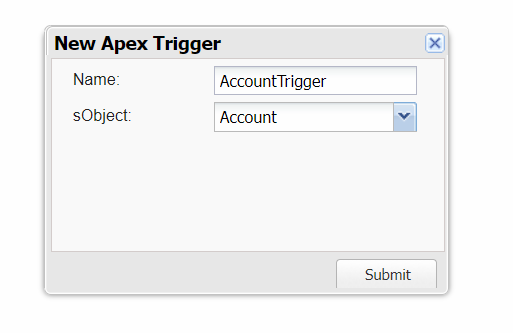 New Apex Trigger
Name: AccountTrigger
sObject: Account
Submit